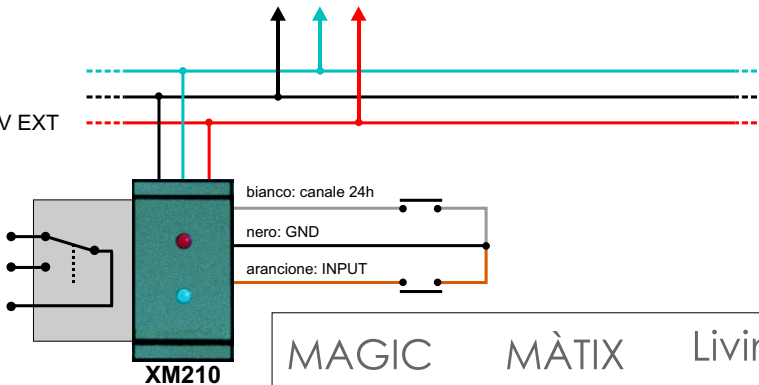 V EXT
bianco: canale 24h
nero: GND
arancione: INPUT
XM210
MAGIC MÀTIX